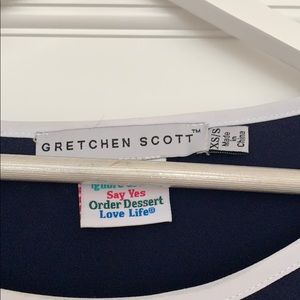 GRETCHEN SCOTT™
XS/S
Made
in
China
Say Yes
Order Dessert
Love Life®